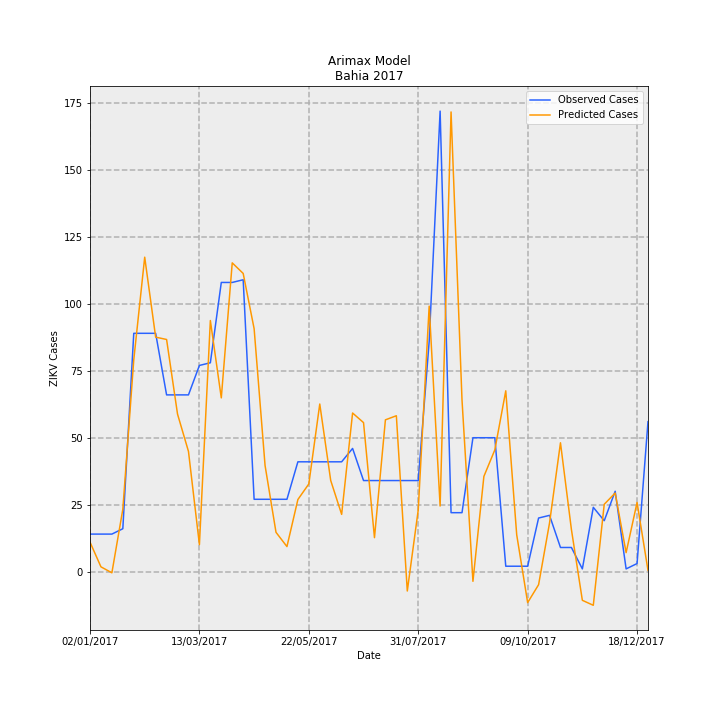 Arimax Model
Bahia 2017
Observed Cases
Predicted Cases
ZIKV Cases
175
150
125
100
75
50
25
0
02/01/2017
13/03/2017
22/05/2017
31/07/2017
09/10/2017
18/12/2017
Date